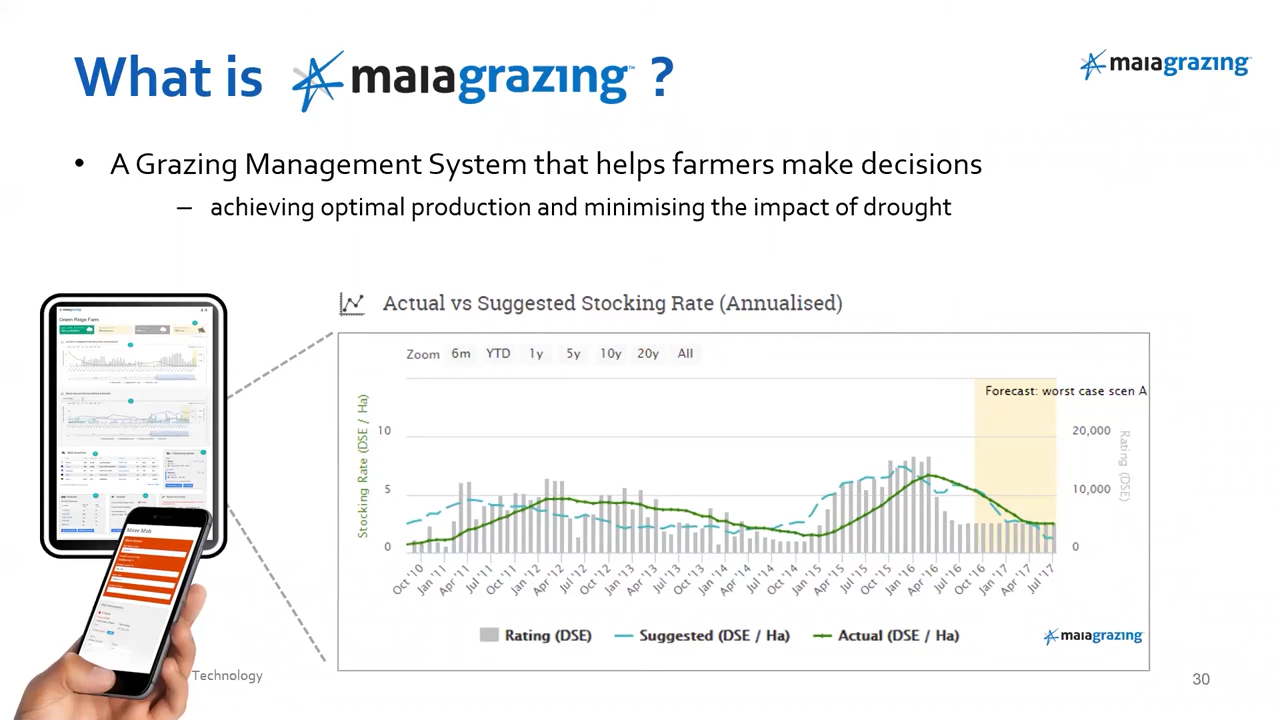 What is maiagrazing™ ?
maiagrazing
• A Grazing Management System that helps farmers make decisions
– achieving optimal production and minimising the impact of drought
Actual vs Suggested Stocking Rate (Annualised)
Zoom 6m YTD 1y 5y 10y 20y All
Forecast: worst case scen A
Stocking Rate (DSE / Ha)
10
5
0
20,000
10,000
0
Rating (DSE)
Oct '10 Jan '11 Apr '11 Jul '11 Oct '11 Jan '12 Apr '12 Jul '12 Oct '12 Jan '13 Apr '13 Jul '13 Oct '13 Jan '14 Apr '14 Jul '14 Oct '14 Jan '15 Apr '15 Jul '15 Oct '15 Jan '16 Apr '16 Jul '16 Oct '16 Jan '17 Apr '17 Jul '17
Rating (DSE) Suggested (DSE / Ha) Actual (DSE / Ha)
maiagrazing
Green Ridge Farm
Move Mob
Technology
30